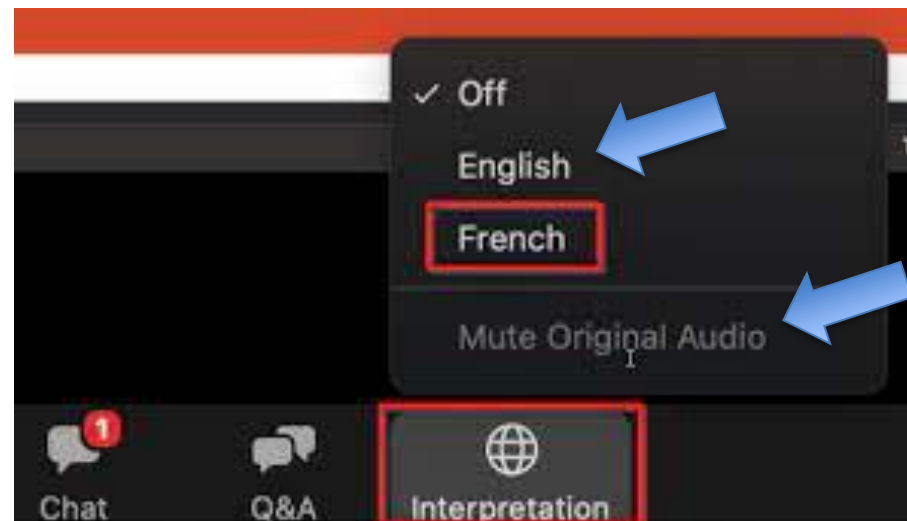 ✓ Off
English
French
Mute Original Audio
1
Chat
Q&A
Interpretation